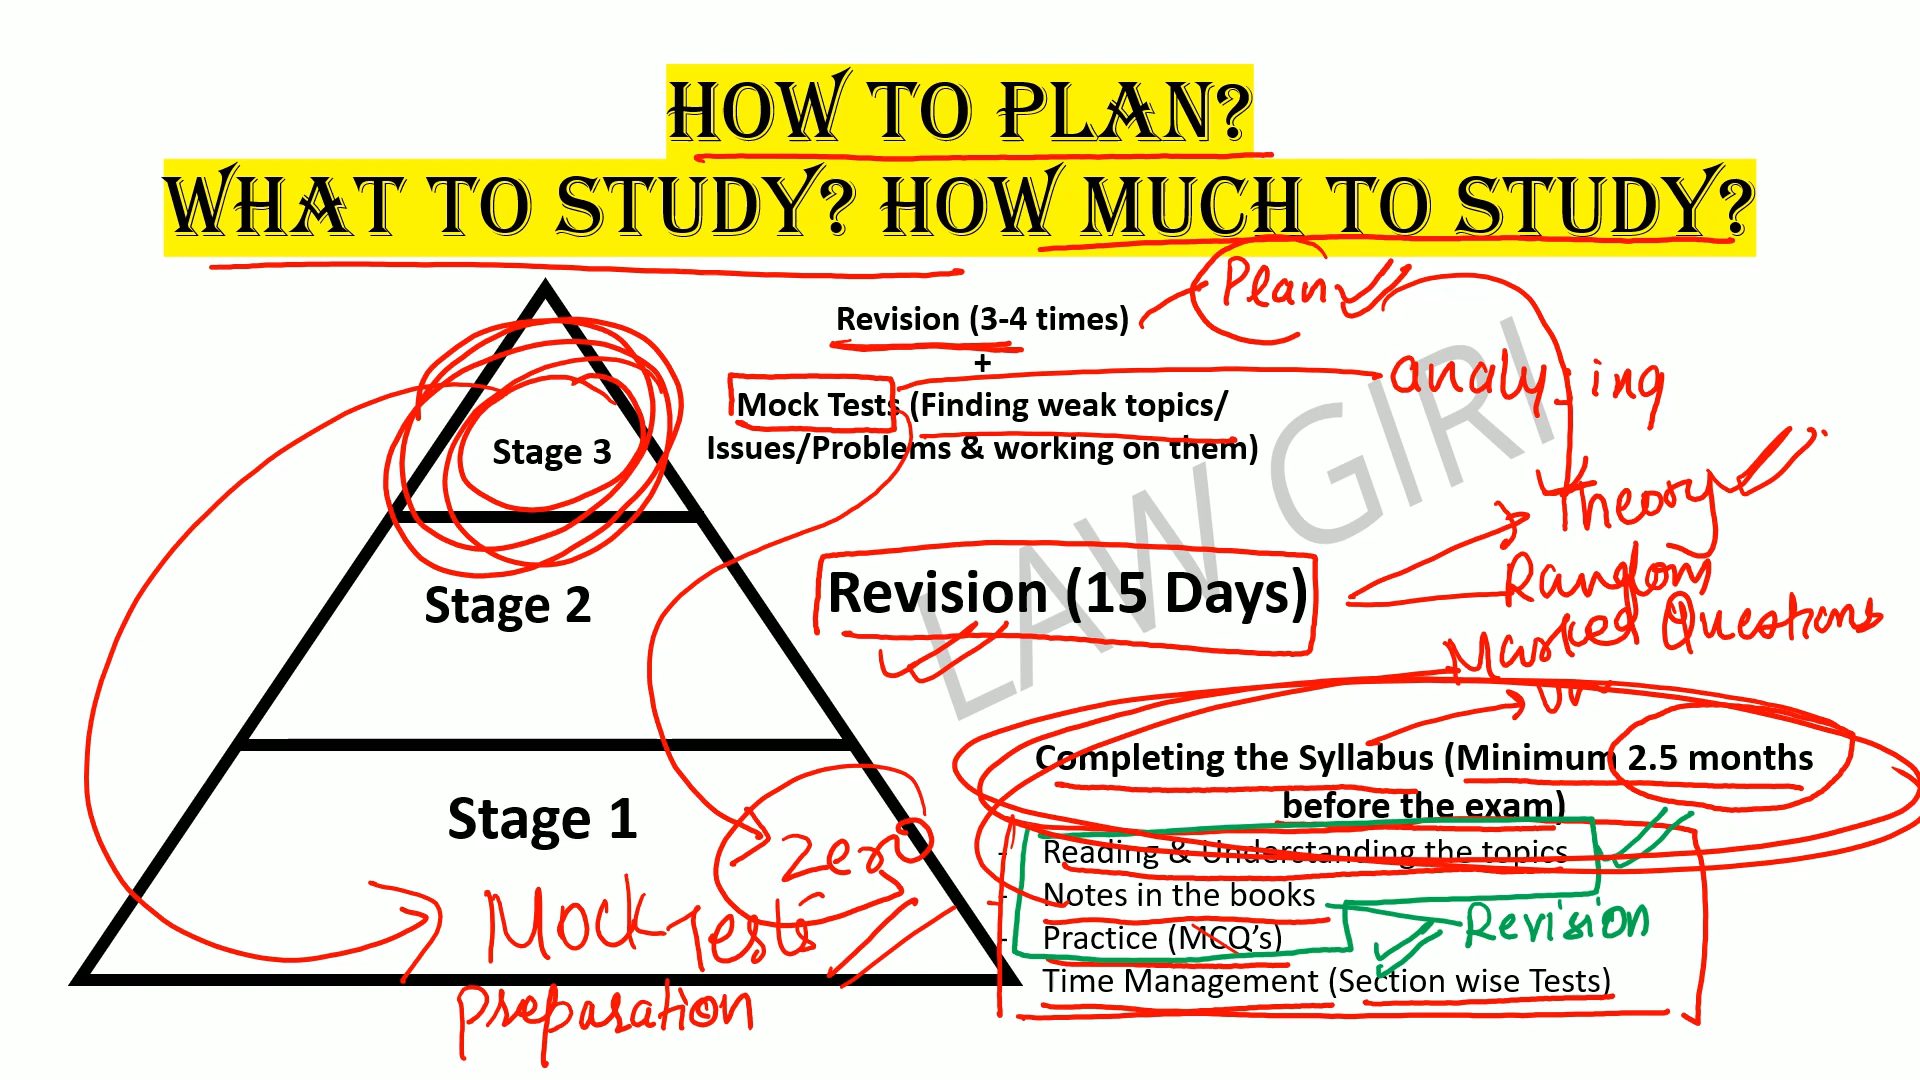 HOW TO PLAN?
WHAT TO STUDY? HOW MUCH TO STUDY?
Plan
Revision (3-4 times)
+
analy ing
Mock Tests (Finding weak topics/
Issues/Problems & working on them)
Stage 3
Theory
Revision (15 Days)
Random
Stage 2
Marked Questions
LAW GIRI
Completing the Syllabus (Minimum 2.5 months
before the exam)
Stage 1
Zero
- Reading & Understanding the topics
- Notes in the books
Revision
- Practice (MCQ's)
Mock Tests
Time Management (Section wise Tests)
Preparation